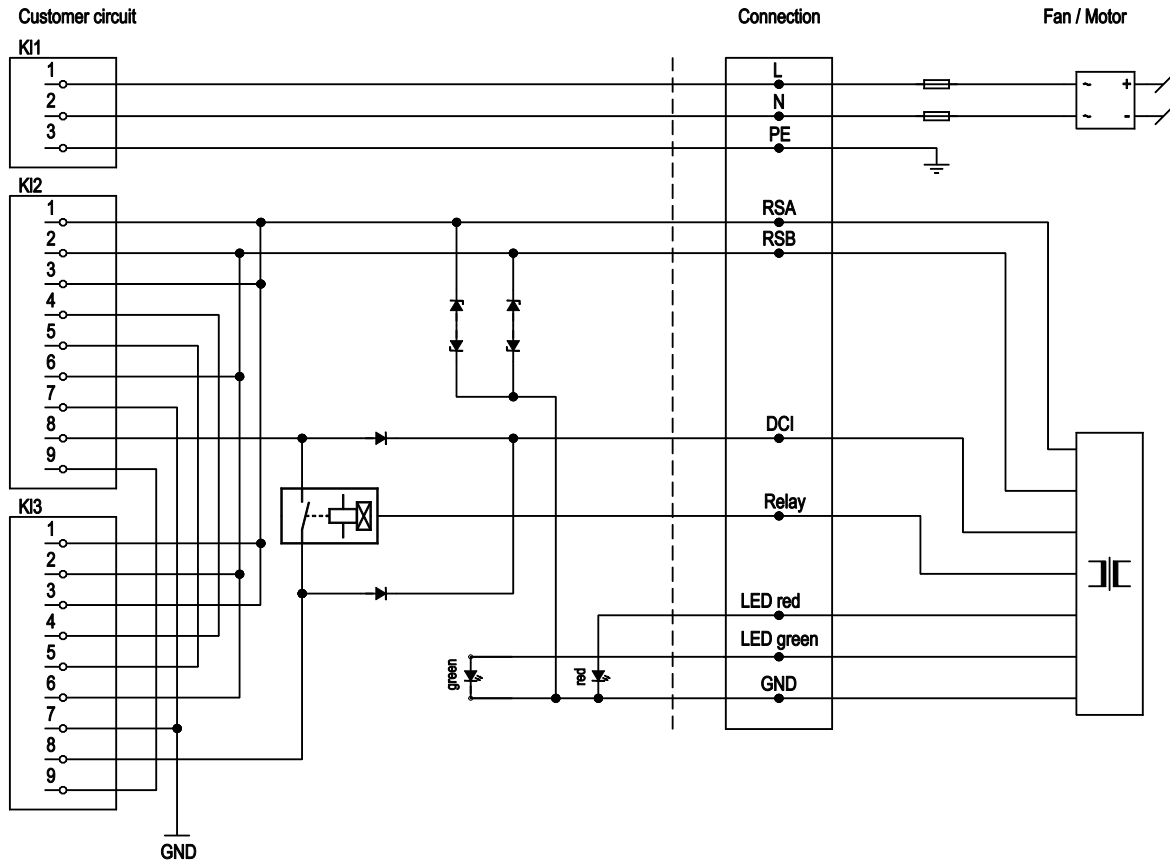 Customer circuit
Connection
Fan / Motor
Kl1
1
2
3
L
N
PE
~ +
~ -
Kl2
1
2
3
4
5
6
7
8
9
RSA
RSB
DCI
Relay
Kl3
1
2
3
4
5
6
7
8
9
LED red
LED green
GND
green
red
GND